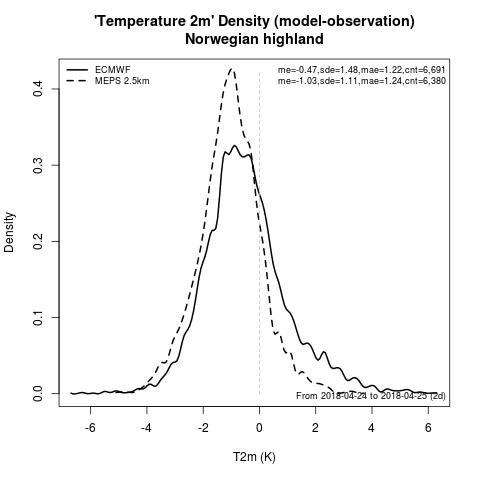 'Temperature 2m' Density (model-observation)
Norwegian highland
ECMWF
me=-0.47,sde=1.48,mae=1.22,cnt=6,691
MEPS 2.5km
me=-1.03,sde=1.11,mae=1.24,cnt=6,380
Density
0.4
0.3
0.2
0.1
0.0
From 2018-04-24 to 2018-04-25 (2d)
-6 -4 -2 0 2 4 6
T2m (K)